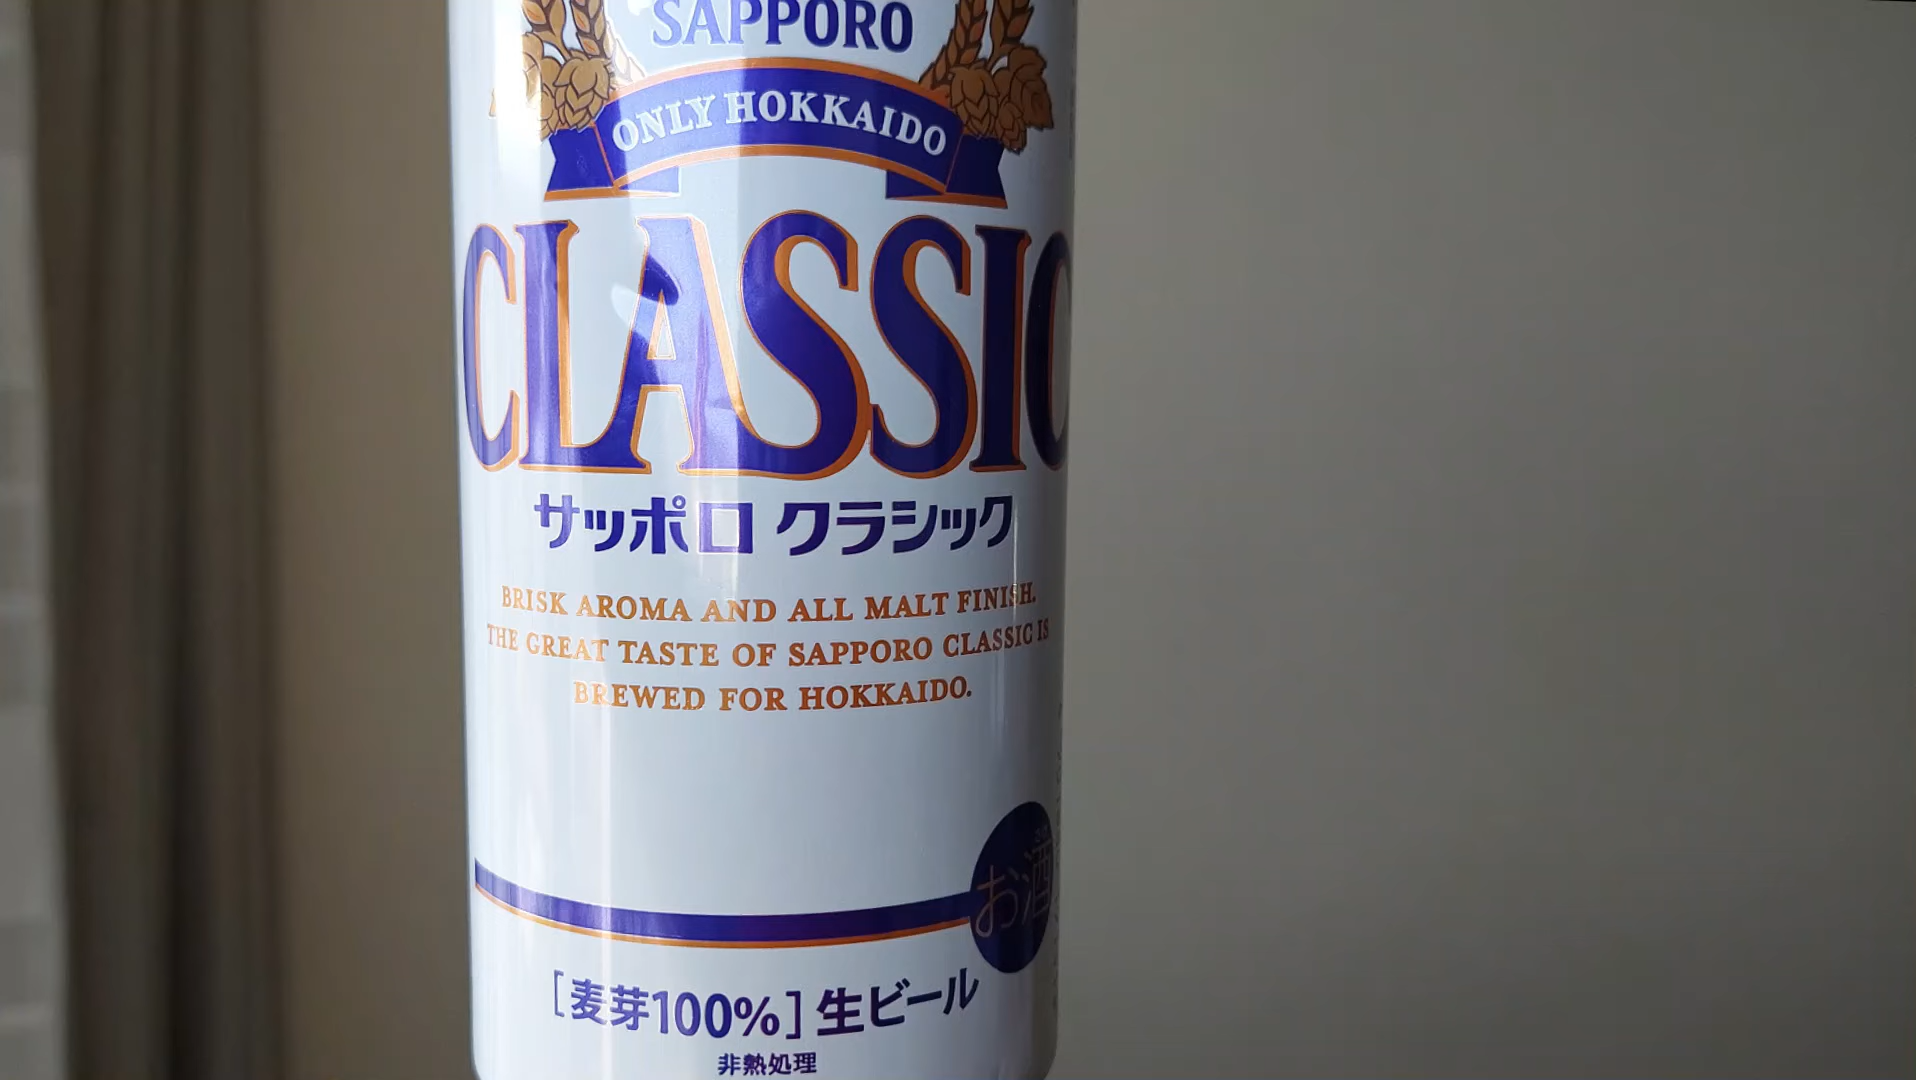 SAPPORO
ONLY HOKKAIDO
CLASSIC
サッポロ クラシック
BRISK AROMA AND ALL MALT FINISH.
THE GREAT TASTE OF SAPPORO CLASSIC IS
BREWED FOR HOKKAIDO.
お酒
[麦芽100%]生ビール
非熱処理